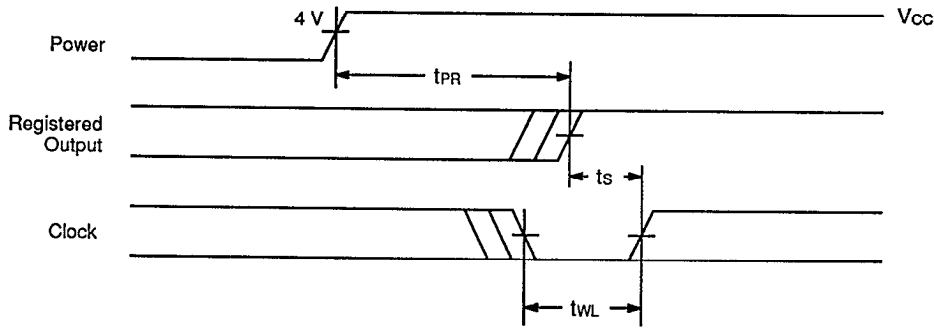 4 V
VCC
Power
tPR
Registered
Output
tS
Clock
tWL